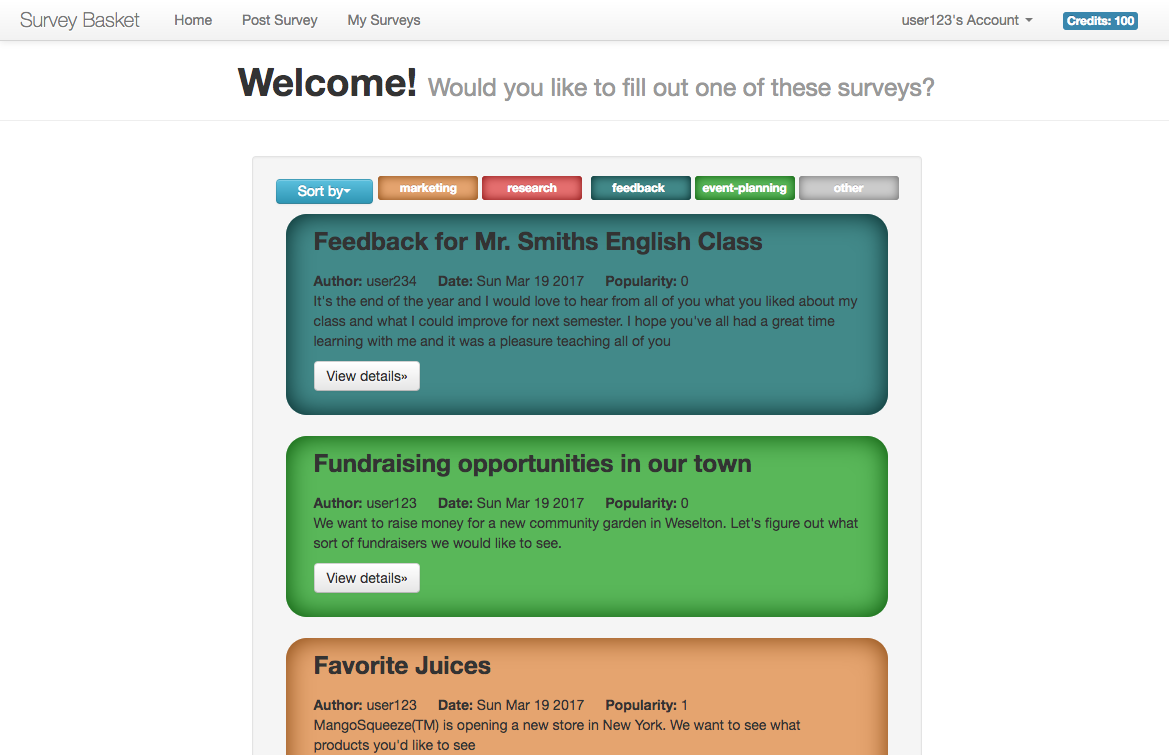 Survey Basket Home Post Survey My Surveys user123's Account Credits: 100
Welcome! Would you like to fill out one of these surveys?
Sort by marketing research feedback event-planning other
Feedback for Mr. Smiths English Class
Author: user234 Date: Sun Mar 19 2017 Popularity: 0
It's the end of the year and I would love to hear from all of you what you liked about my
class and what I could improve for next semester. I hope you've all had a great time
learning with me and it was a pleasure teaching all of you
View details»
Fundraising opportunities in our town
Author: user123 Date: Sun Mar 19 2017 Popularity: 0
We want to raise money for a new community garden in Weselton. Let's figure out what
sort of fundraisers we would like to see.
View details»
Favorite Juices
Author: user123 Date: Sun Mar 19 2017 Popularity: 1
MangoSqueeze(TM) is opening a new store in New York. We want to see what
products you'd like to see